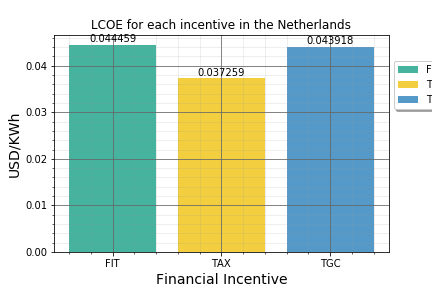 LCOE for each incentive in the Netherlands
0.044459
0.037259
0.043918
USD/KWh
0.04
0.03
0.02
0.01
0.00
FIT
TAX
TGC
Financial Incentive